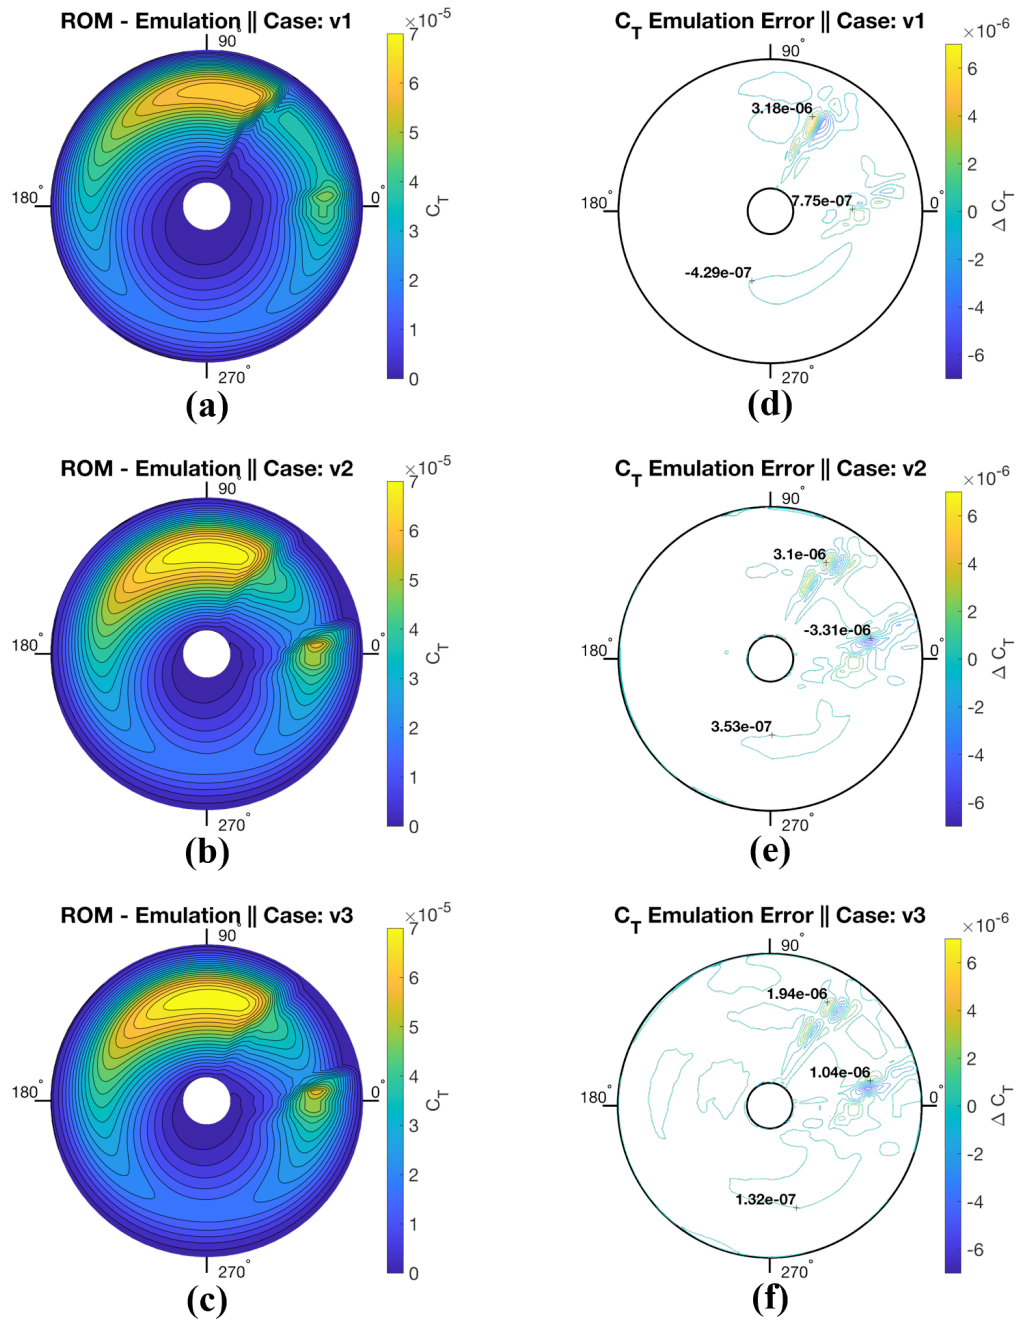 ROM - Emulation || Case: v1
×10⁻⁵
90°
180°
0°
270°
7
6
5
4
3
2
1
0
C_T
(a)
C_T Emulation Error || Case: v1
×10⁻⁶
90°
180°
0°
270°
3.18e-06
7.75e-07
-4.29e-07
6
4
2
0
-2
-4
-6
Δ C_T
(d)
ROM - Emulation || Case: v2
×10⁻⁵
90°
180°
0°
270°
7
6
5
4
3
2
1
0
C_T
(b)
C_T Emulation Error || Case: v2
×10⁻⁶
90°
180°
0°
270°
3.1e-06
-3.31e-06
3.53e-07
6
4
2
0
-2
-4
-6
Δ C_T
(e)
ROM - Emulation || Case: v3
×10⁻⁵
90°
180°
0°
270°
7
6
5
4
3
2
1
0
C_T
(c)
C_T Emulation Error || Case: v3
×10⁻⁶
90°
180°
0°
270°
1.94e-06
1.04e-06
1.32e-07
6
4
2
0
-2
-4
-6
Δ C_T
(f)